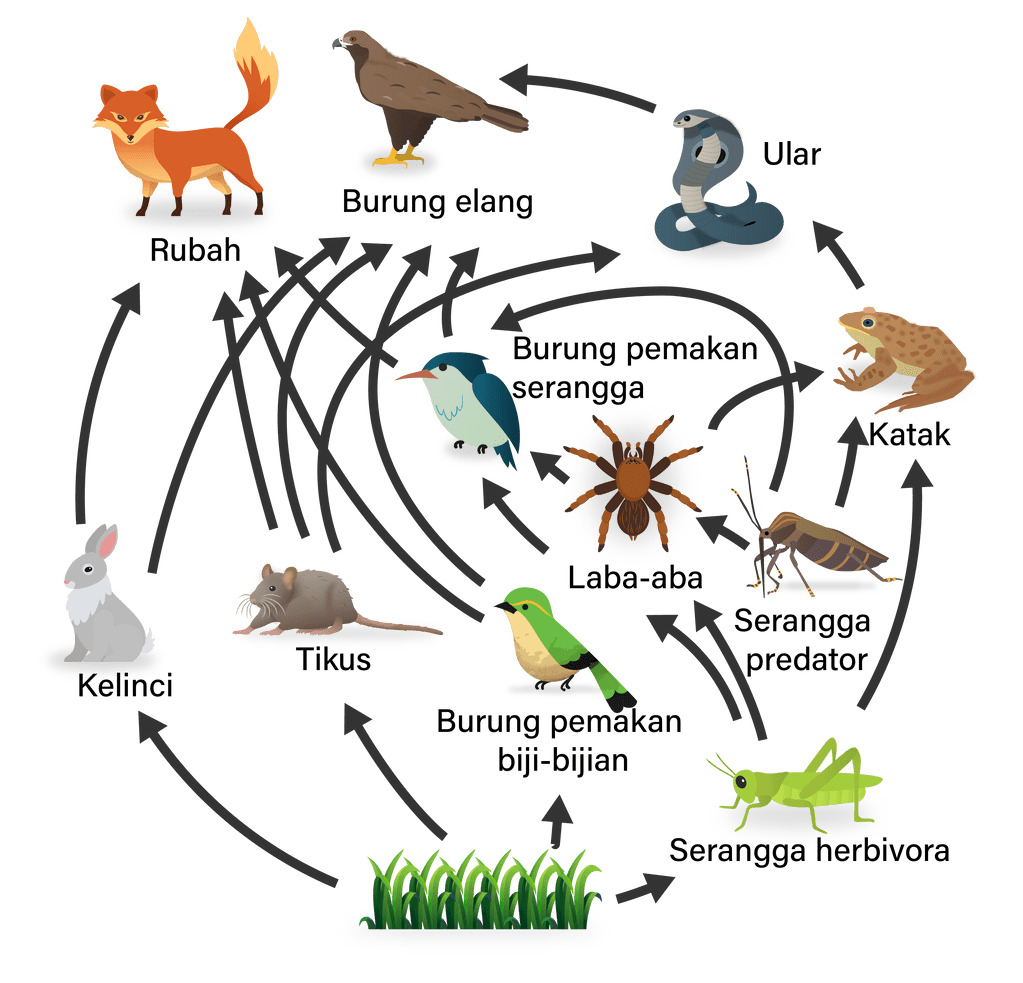 Ular
Burung elang
Rubah
Burung pemakan
serangga
Katak
Laba-aba
Serangga
predator
Tikus
Kelinci
Burung pemakan
biji-bijian
Serangga herbivora